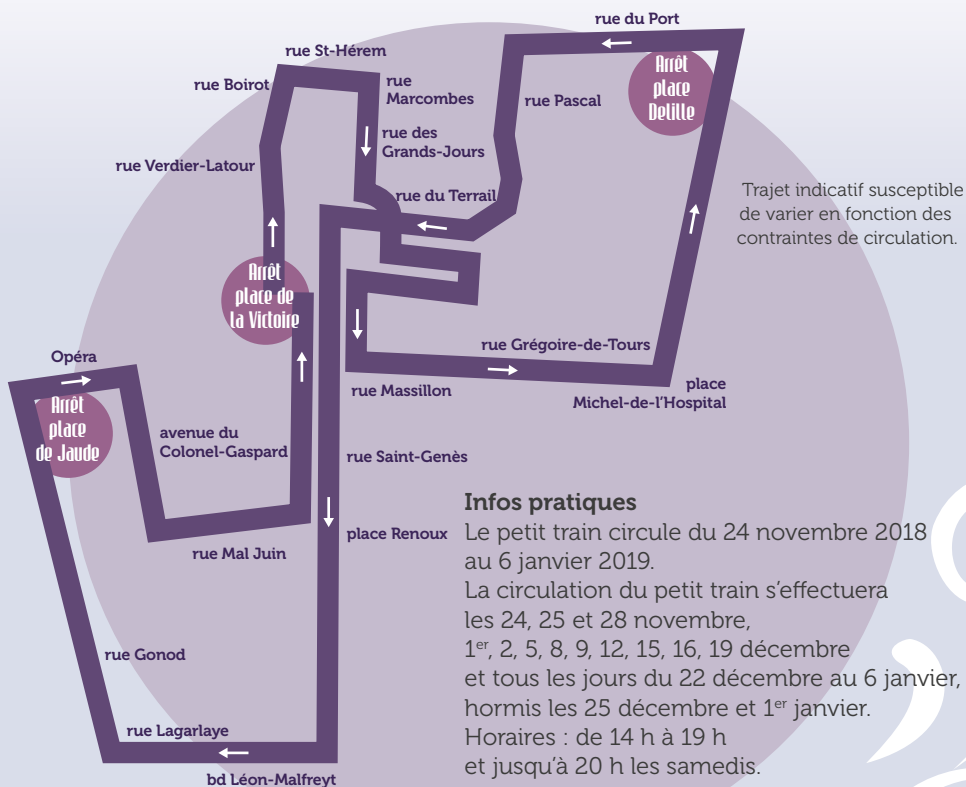 rue du Port
rue St-Hérem
Arrêt
place
Delille
rue Boirot
rue
Marcombes
rue Pascal
rue des
Grands-Jours
rue Verdier-Latour
rue du Terrail
Trajet indicatif susceptible
de varier en fonction des
contraintes de circulation.
Arrêt
place de
la Victoire
rue Grégoire-de-Tours
Opéra
rue Massillon
place
Michel-de-l'Hospital
Arrêt
place
de Jaude
avenue du
Colonel-Gaspard
rue Saint-Genès
place Renoux
rue Mal Juin
Infos pratiques
Le petit train circule du 24 novembre 2018
au 6 janvier 2019.
La circulation du petit train s'effectuera
les 24, 25 et 28 novembre,
1er, 2, 5, 8, 9, 12, 15, 16, 19 décembre
et tous les jours du 22 décembre au 6 janvier,
hormis les 25 décembre et 1er janvier.
Horaires : de 14 h à 19 h
et jusqu'à 20 h les samedis.
rue Gonod
rue Lagarlaye
bd Léon-Malfreyt